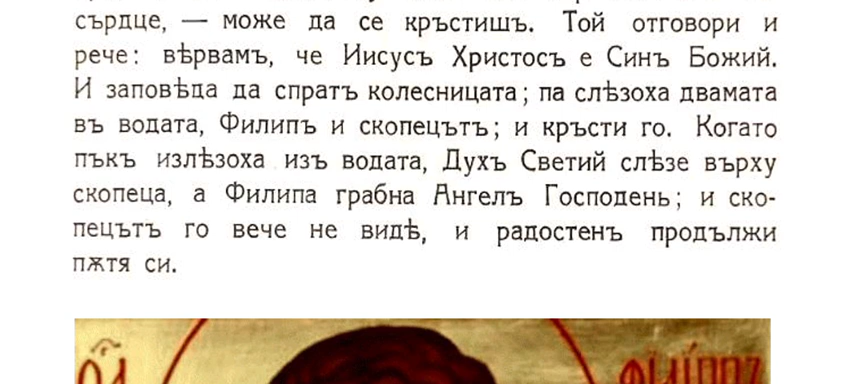 сърдце, — може да се кръстишъ. Той отговори и
рече: вѣрвамъ, че Иисусъ Христосъ е Синъ Божий.
И заповѣда да спратъ колесницата; па слѣзоха двамата
въ водата, Филипъ и скопецътъ; и кръсти го. Когато
пъкъ излѣзоха изъ водата, Духъ Светий слѣзе върху
скопеца, а Филипа грабна Ангелъ Господень; и ско-
пецътъ го вече не видѣ, и радостенъ продължи
пѫтя си.